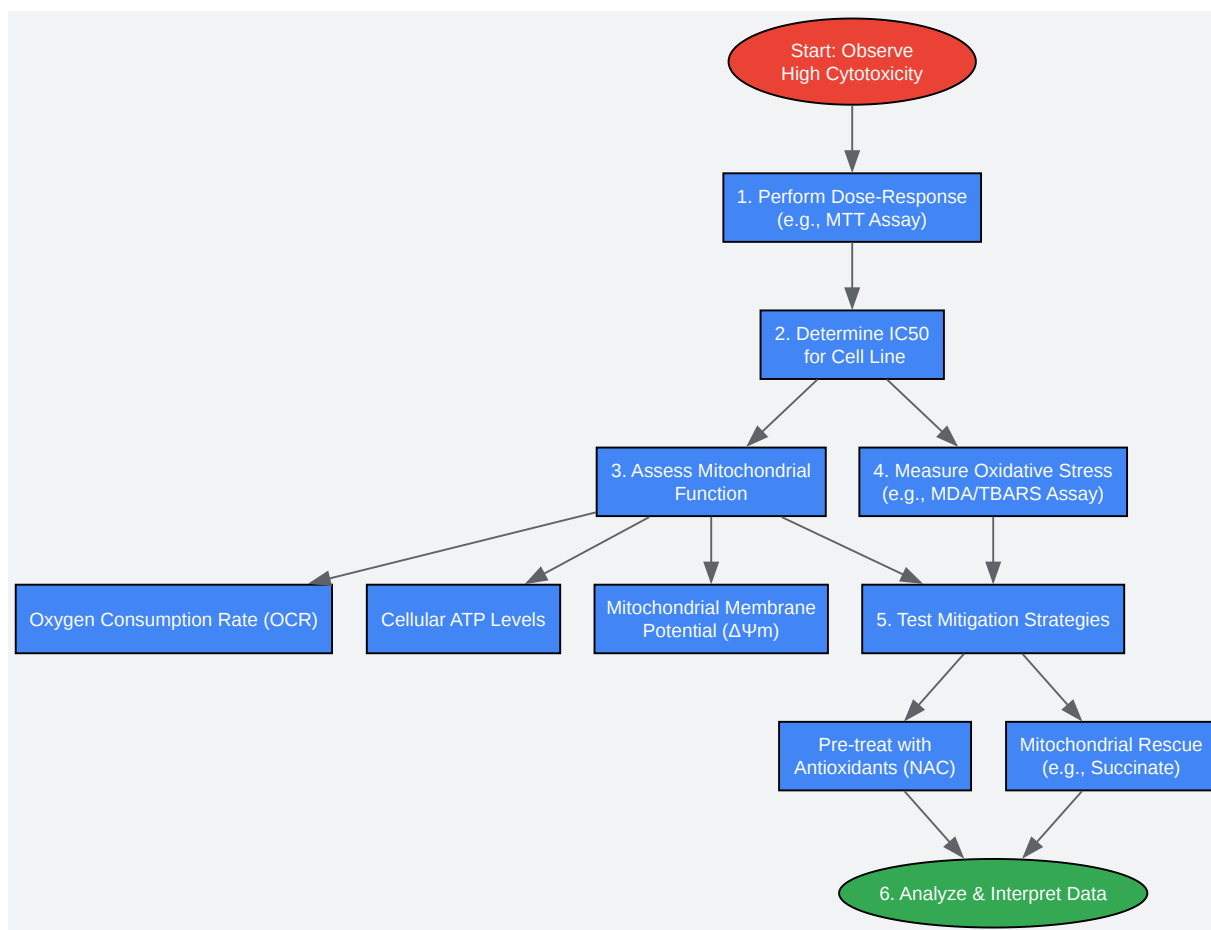 Start: Observe
High Cytotoxicity
1. Perform Dose-Response
(e.g., MTT Assay)
2. Determine IC50
for Cell Line
3. Assess Mitochondrial
Function
4. Measure Oxidative Stress
(e.g., MDA/TBARS Assay)
Oxygen Consumption Rate (OCR)
Cellular ATP Levels
Mitochondrial Membrane
Potential (ΔΨm)
5. Test Mitigation Strategies
Pre-treat with
Antioxidants (NAC)
Mitochondrial Rescue
(e.g., Succinate)
6. Analyze & Interpret Data